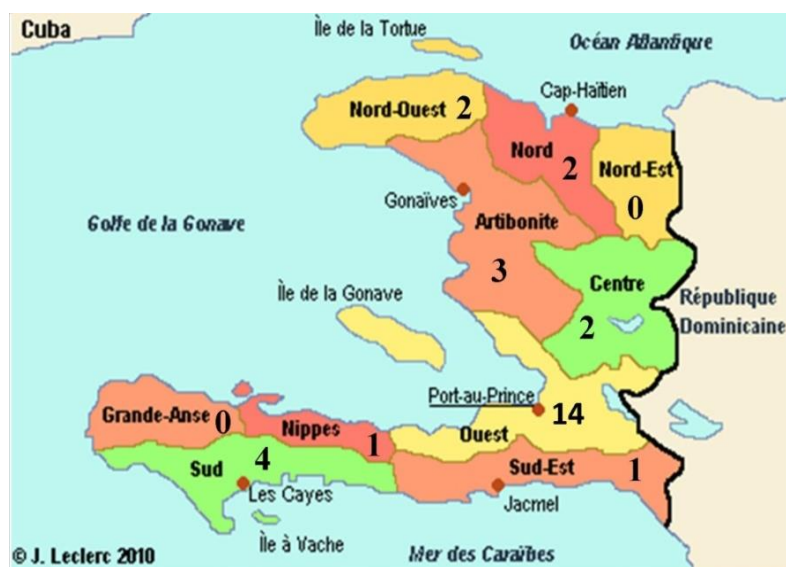 Cuba
Île de la Tortue
Océan Atlantique
Nord-Ouest 2
Cap-Haïtien
Nord
2
Nord-Est
0
Gonaïves
Golfe de la Gonave
Artibonite
3
Centre
2
Île de la Gonave
République
Dominicaine
Port-au-Prince
14
Ouest
Grande-Anse 0
Nippes 1
Sud 4
Sud-Est 1
Les Cayes
Jacmel
Île à Vache
Mer des Caraïbes
© J. Leclerc 2010